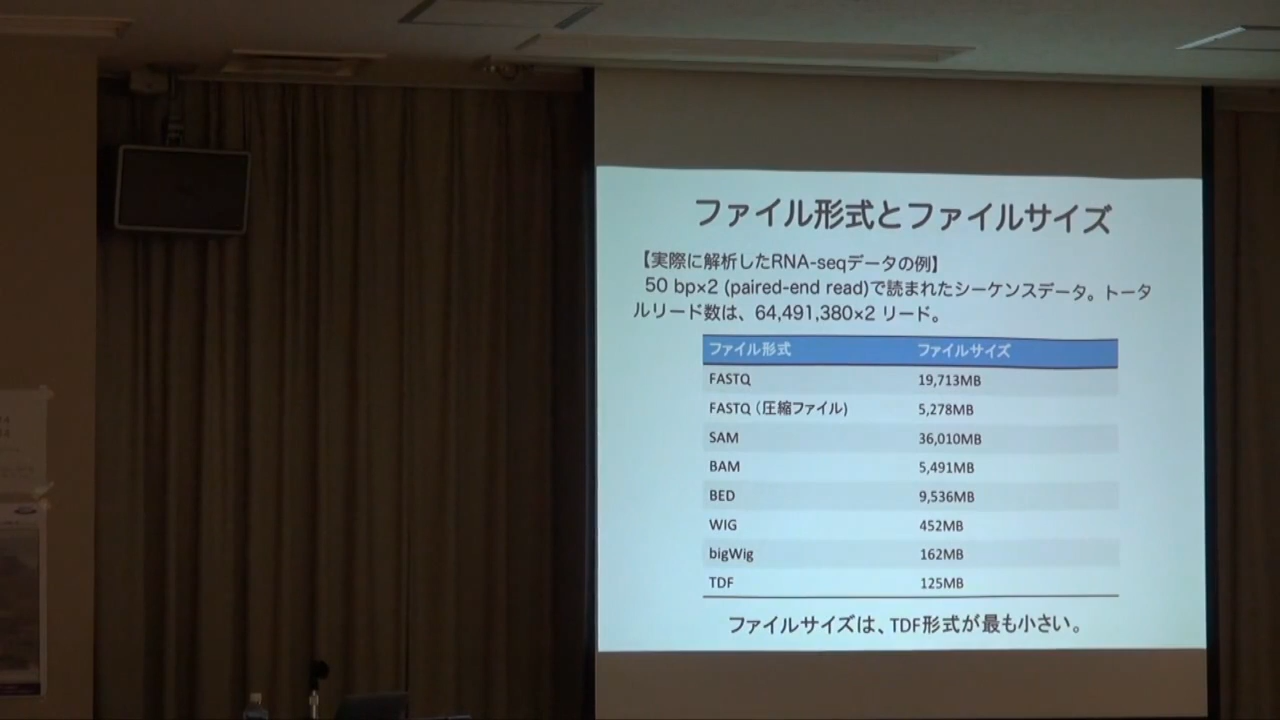 ファイル形式とファイルサイズ
【実際に解析したRNA-seqデータの例】
50 bp×2 (paired-end read)で読まれたシーケンスデータ。トータ
ルリード数は、64,491,380×2 リード。
ファイル形式 ファイルサイズ
FASTQ 19,713MB
FASTQ（圧縮ファイル) 5,278MB
SAM 36,010MB
BAM 5,491MB
BED 9,536MB
WIG 452MB
bigWig 162MB
TDF 125MB
ファイルサイズは、TDF形式が最も小さい。